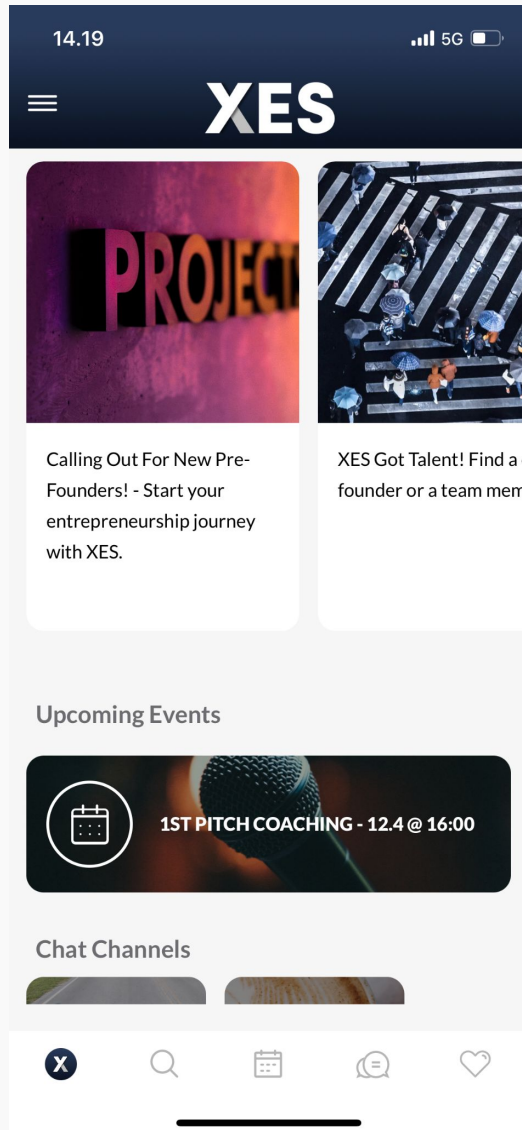 14.19
5G
XES
PROJECT
Calling Out For New Pre-
Founders! - Start your
entrepreneurship journey
with XES.
XES Got Talent! Find a
founder or a team
Upcoming Events
1ST PITCH COACHING - 12.4 @ 16:00
Chat Channels
X